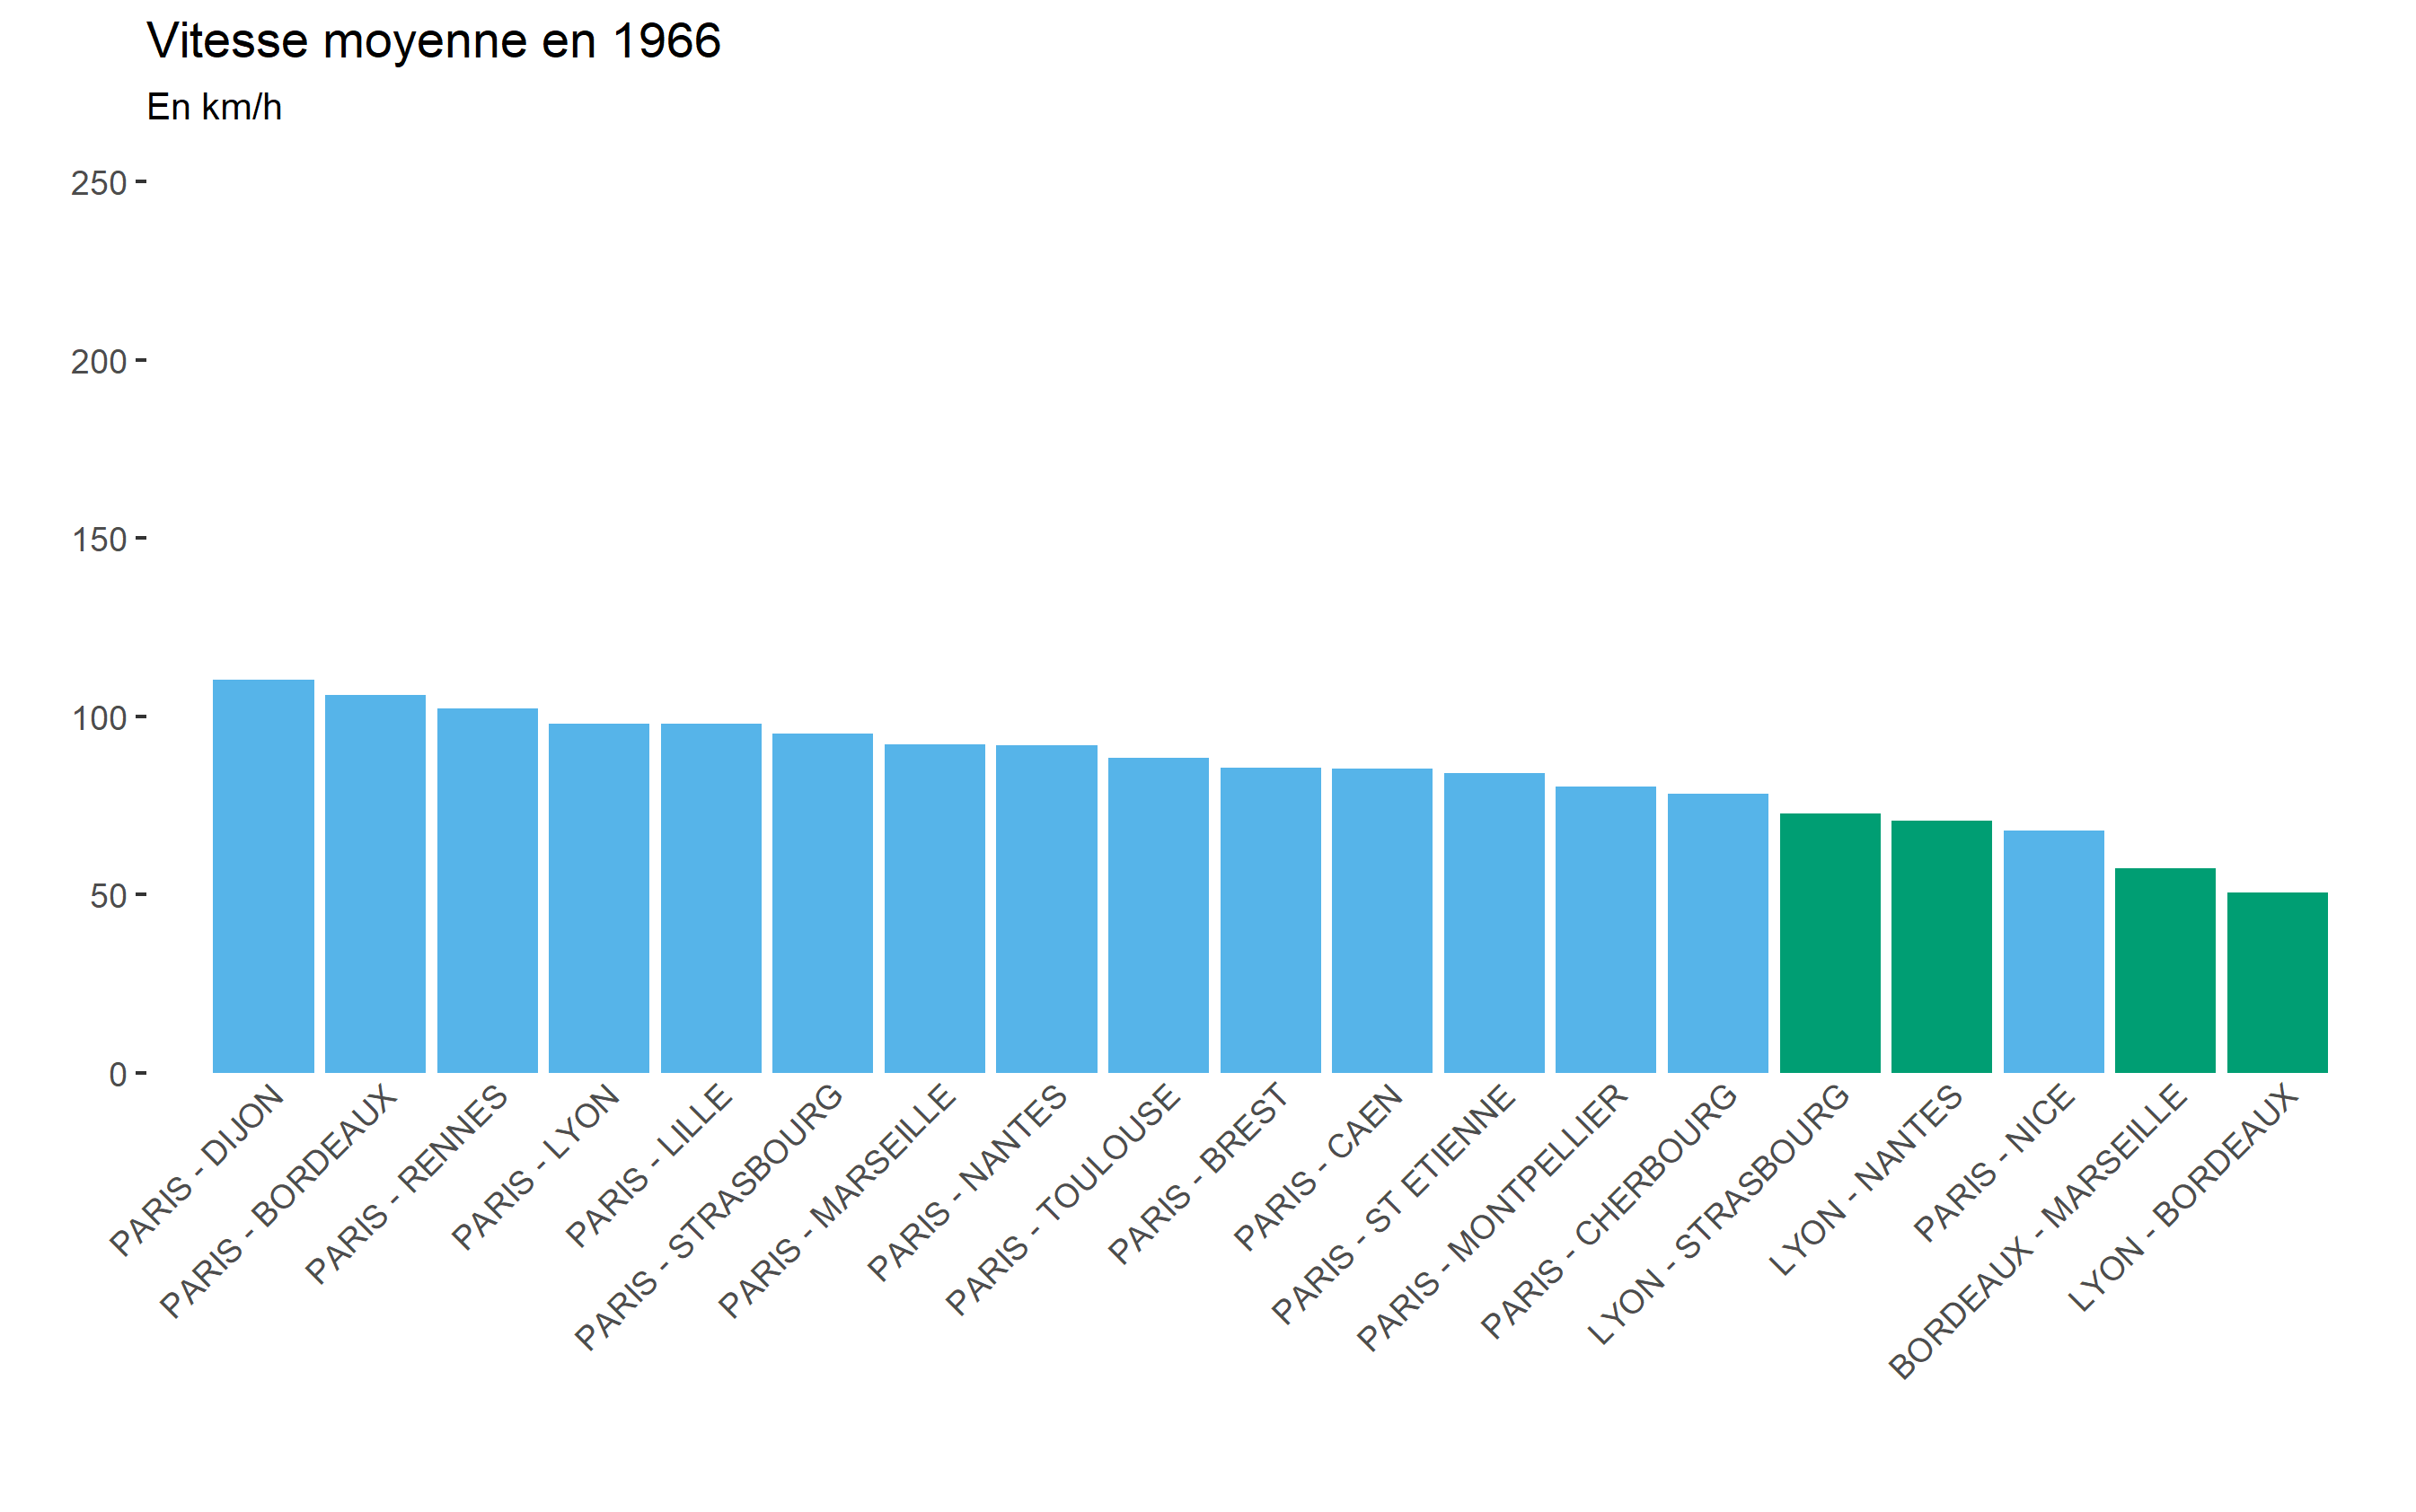 Vitesse moyenne en 1966
En km/h
250
200
150
100
50
0
PARIS - DIJON
PARIS - BORDEAUX
PARIS - RENNES
PARIS - LYON
PARIS - LILLE
PARIS - STRASBOURG
PARIS - MARSEILLE
PARIS - NANTES
PARIS - TOULOUSE
PARIS - BREST
PARIS - CAEN
PARIS - ST ETIENNE
PARIS - MONTPELLIER
PARIS - CHERBOURG
LYON - STRASBOURG
LYON - NANTES
PARIS - NICE
BORDEAUX - MARSEILLE
LYON - BORDEAUX